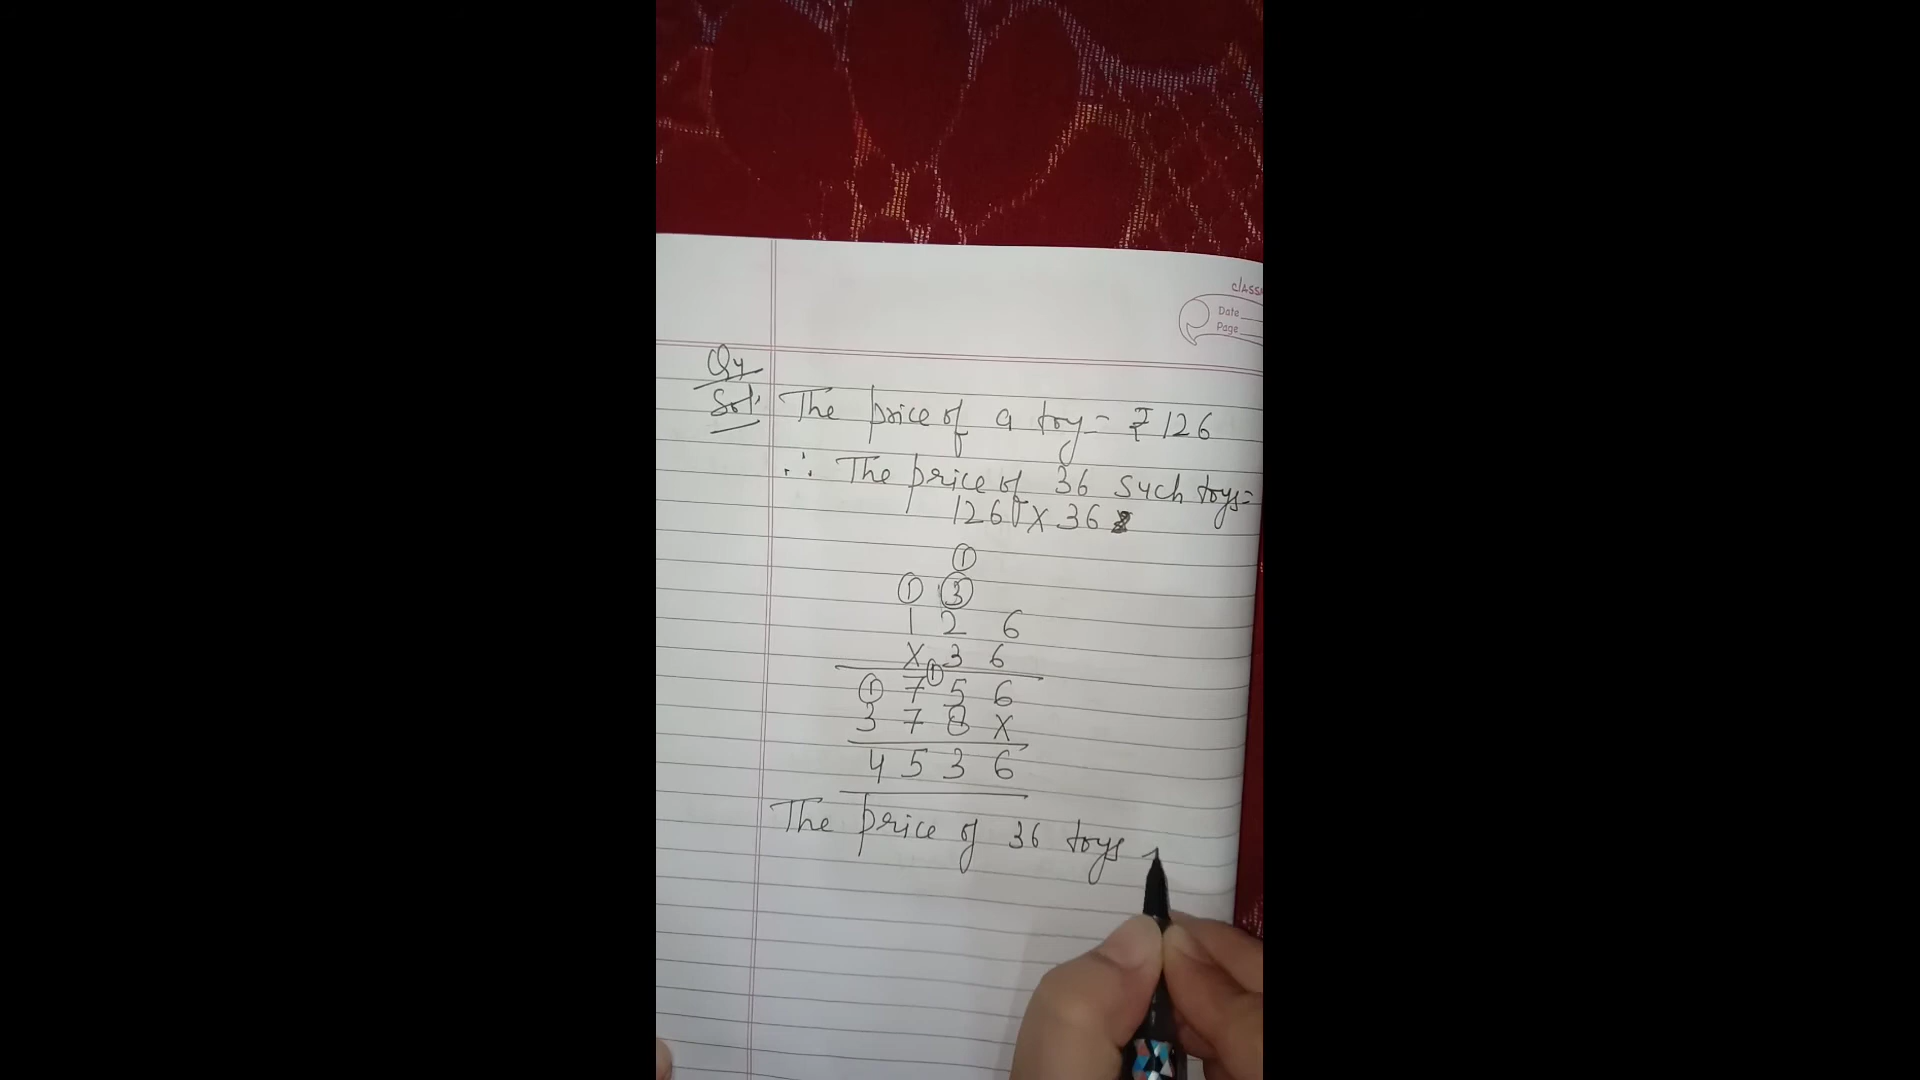 classm
Date
Page
Q4
Sol. The price of a toy = ₹126
∴ The price of 36 Such toys =
126 × 36
①
① ③
1 2 6
× 3 6
① 7 ① 5 6
3 7 8 ×
4 5 3 6
The price of 36 toys